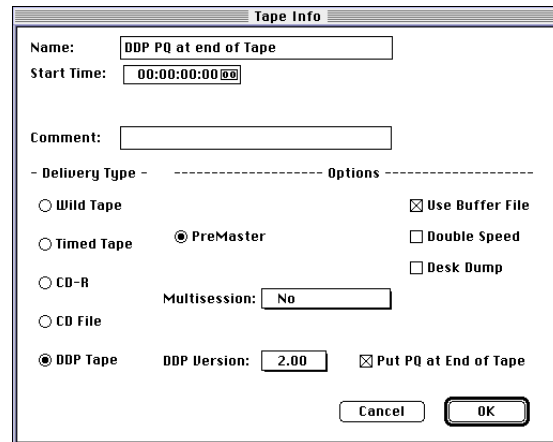 Tape Info
Name: DDP PQ at end of Tape
Start Time: 00:00:00:00 00
Comment:
- Delivery Type - -------------------- Options --------------------
Wild Tape
Use Buffer File
Timed Tape
PreMaster
Double Speed
Desk Dump
CD-R
Multisession: No
CD File
DDP Tape
DDP Version: 2.00
Put PQ at End of Tape
Cancel
OK